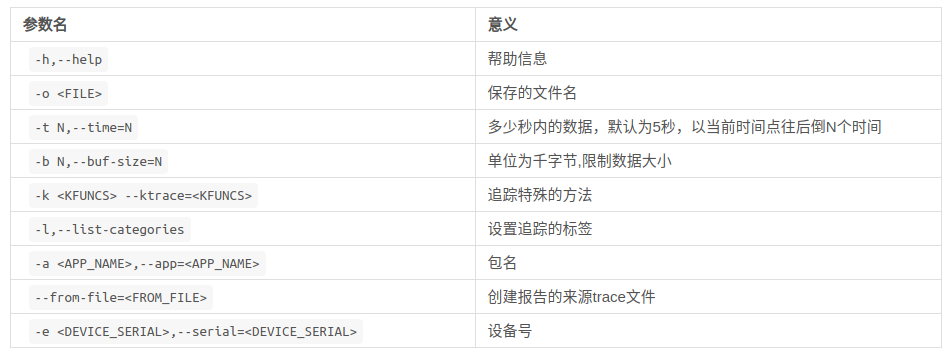 参数名 意义
-h,--help 帮助信息
-o <FILE> 保存的文件名
-t N,--time=N 多少秒内的数据，默认为5秒，以当前时间点往后倒N个时间
-b N,--buf-size=N 单位为千字节,限制数据大小
-k <KFUNCS> --ktrace=<KFUNCS> 追踪特殊的方法
-l,--list-categories 设置追踪的标签
-a <APP_NAME>,--app=<APP_NAME> 包名
--from-file=<FROM_FILE> 创建报告的来源trace文件
-e <DEVICE_SERIAL>,--serial=<DEVICE_SERIAL> 设备号